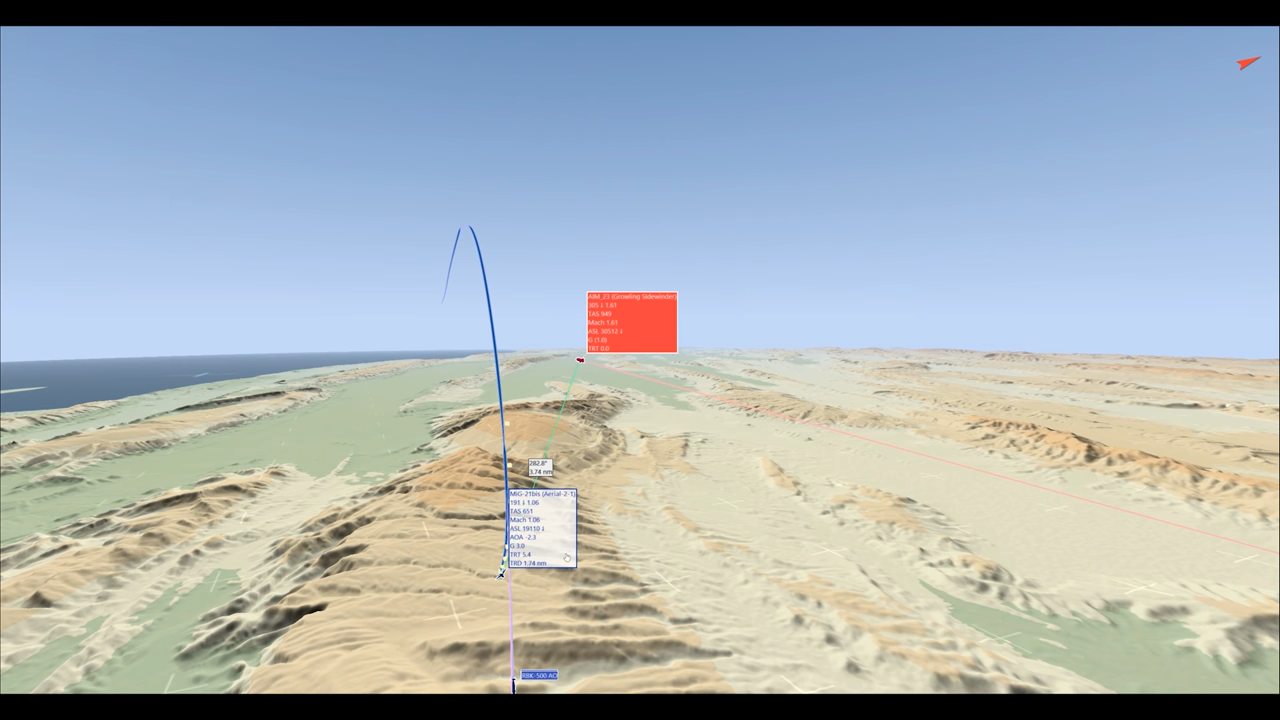 AIM_23 (Growling Sidewinder)
305 ↓ 1.61
TAS 949
Mach 1.61
ASL 30512 ↓
G (1.0)
TRT 0.0
282.8°
3.74 nm
MiG-21bis (Aerial-2-1)
191 ↓ 1.06
TAS 651
Mach 1.06
ASL 19110 ↓
AOA -2.3
G 3.0
TRT 5.4
TRD 1.74 nm
RBK-500 AO